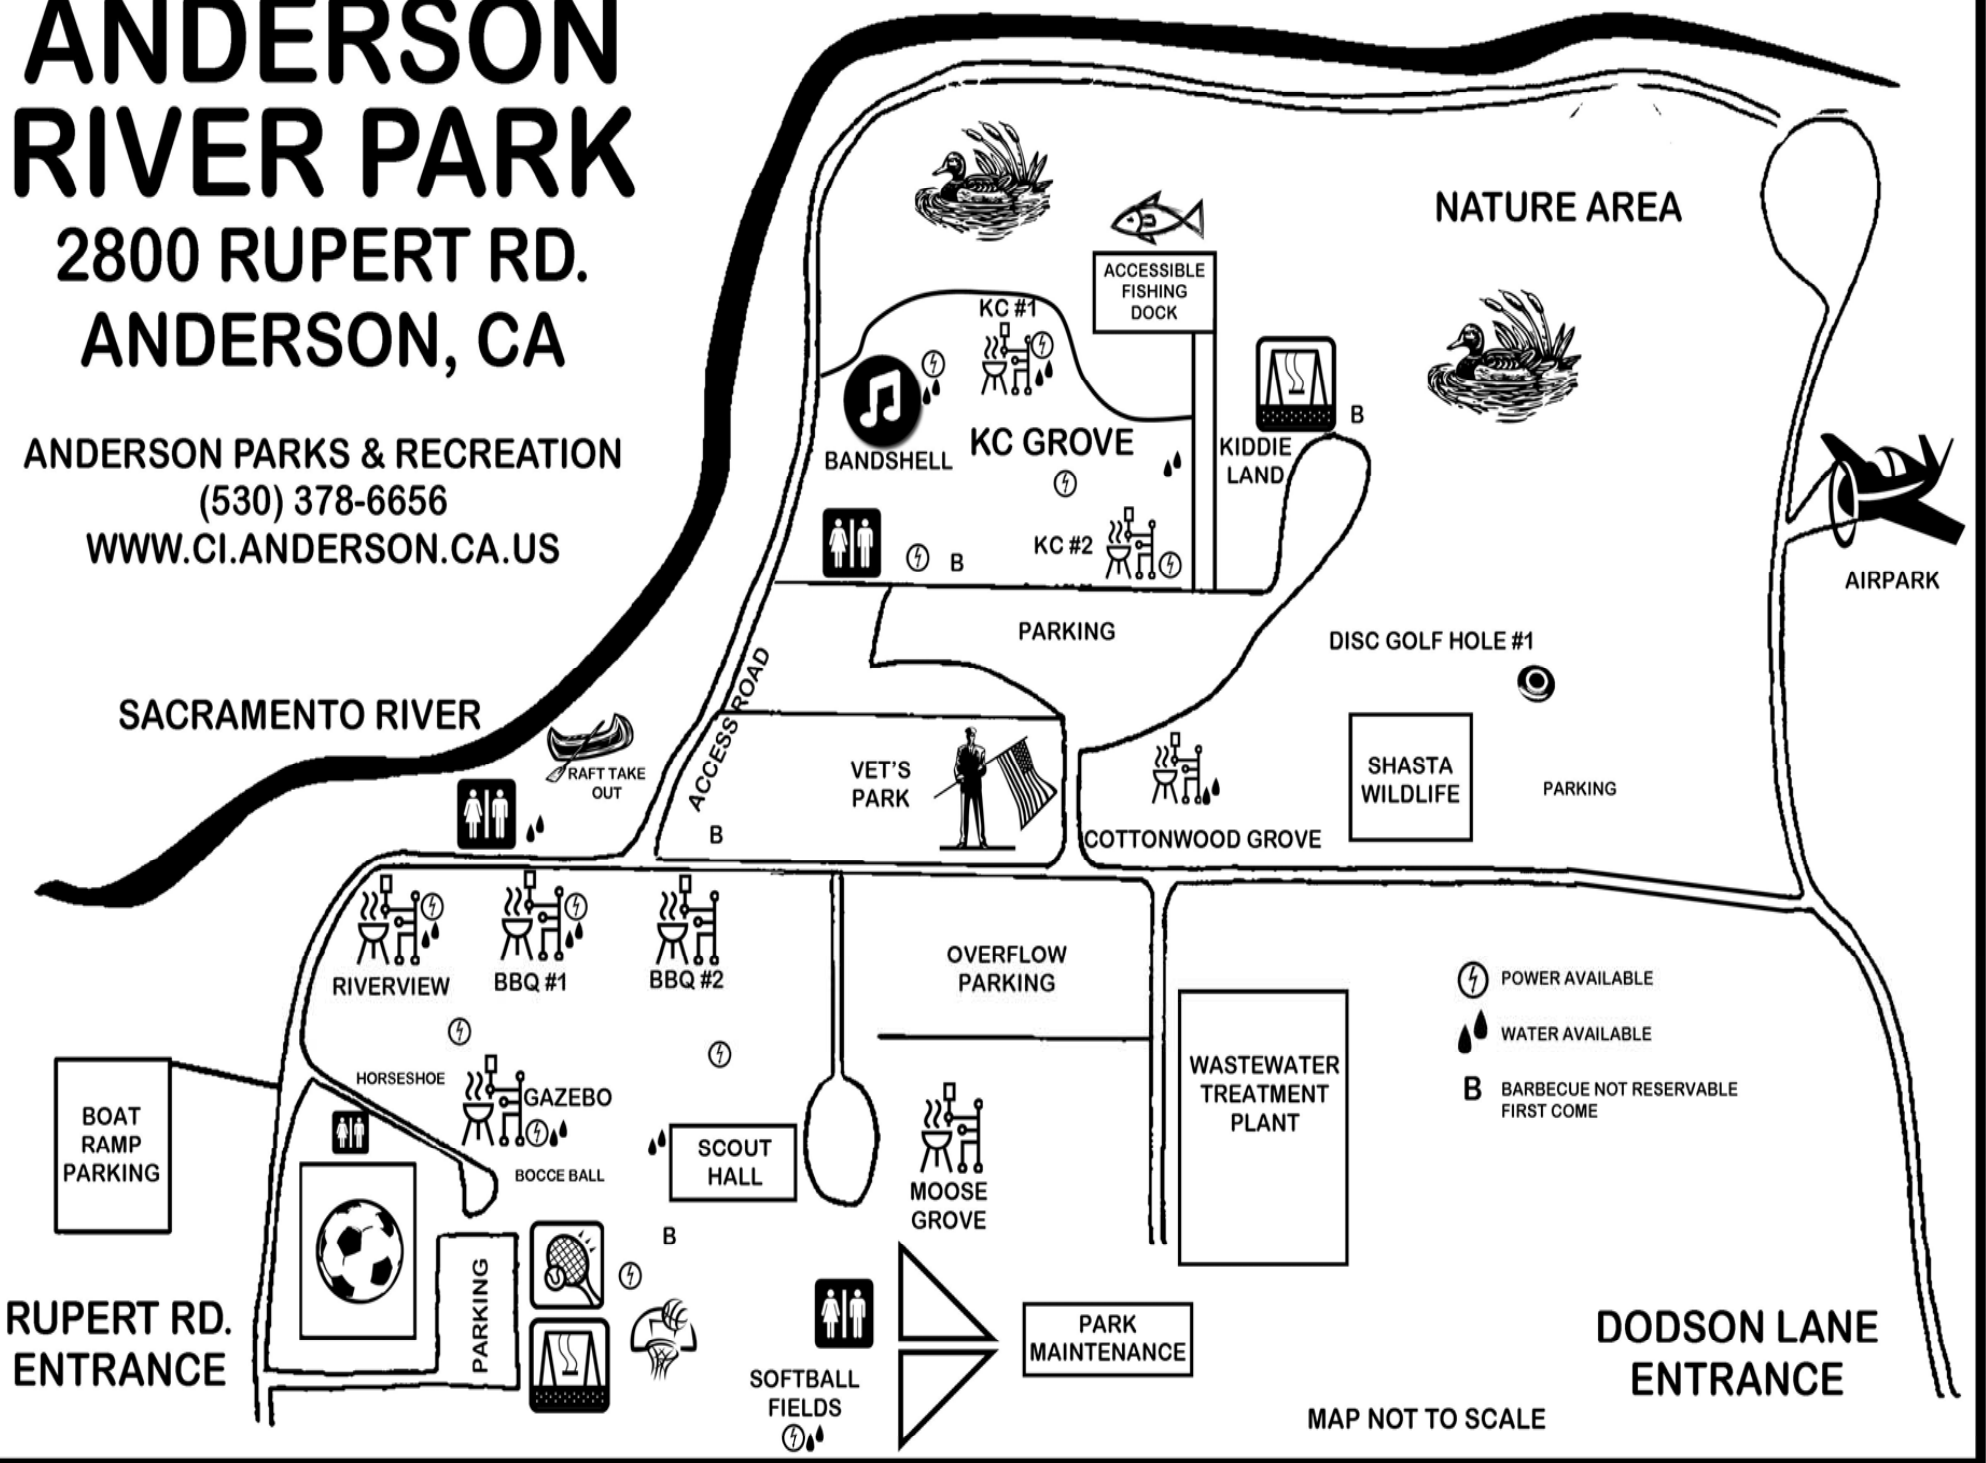 ANDERSON
RIVER PARK
2800 RUPERT RD.
ANDERSON, CA
ANDERSON PARKS & RECREATION
(530) 378-6656
WWW.CI.ANDERSON.CA.US
SACRAMENTO RIVER
NATURE AREA
ACCESSIBLE
FISHING
DOCK
KC #1
BANDSHELL
KC GROVE
KIDDIE
LAND
B
KC #2
B
AIRPARK
PARKING
DISC GOLF HOLE #1
ACCESS ROAD
RAFT TAKE
OUT
VET'S
PARK
B
COTTONWOOD GROVE
SHASTA
WILDLIFE
PARKING
RIVERVIEW
BBQ #1
BBQ #2
OVERFLOW
PARKING
POWER AVAILABLE
WATER AVAILABLE
B BARBECUE NOT RESERVABLE
FIRST COME
WASTEWATER
TREATMENT
PLANT
HORSESHOE
GAZEBO
BOCCE BALL
BOAT
RAMP
PARKING
SCOUT
HALL
B
MOOSE
GROVE
PARKING
RUPERT RD.
ENTRANCE
SOFTBALL
FIELDS
PARK
MAINTENANCE
DODSON LANE
ENTRANCE
MAP NOT TO SCALE